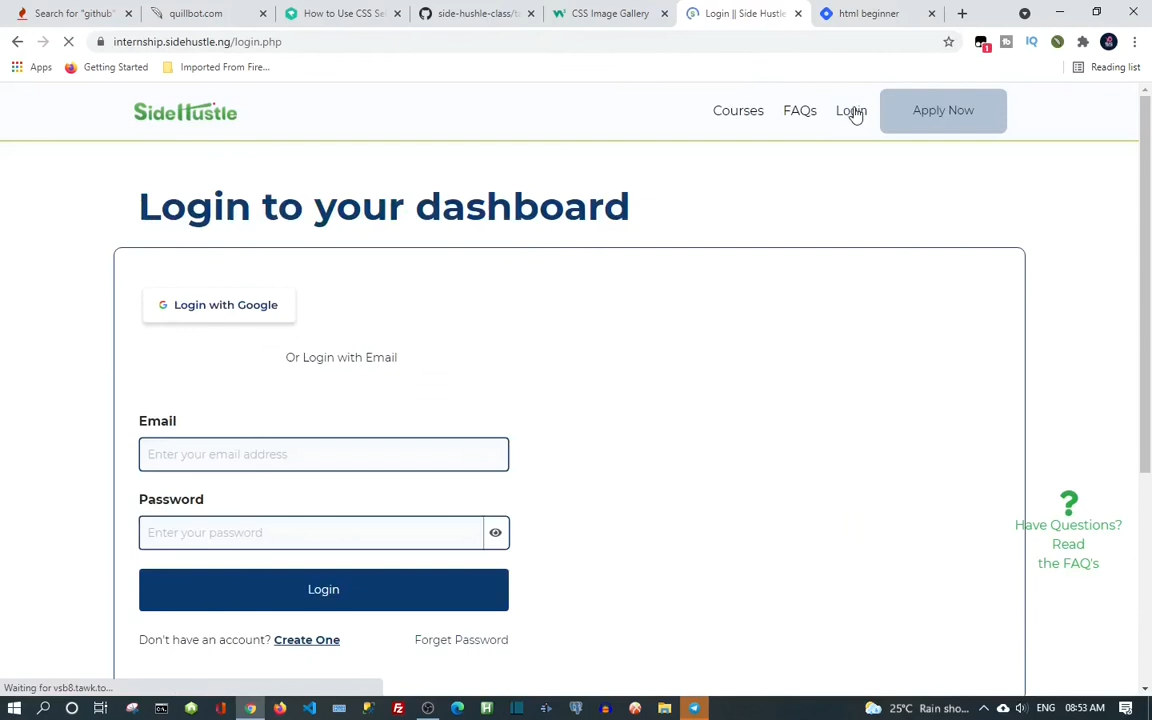 Search for "github"
quillbot.com
How to Use CSS Sel
side-hushle-class/ta
CSS Image Gallery
Login || Side Hustle
html beginner
internship.sidehustle.ng/login.php
1
IQ
Apps
Getting Started
Imported From Fire...
Reading list
SideHustle
Courses
FAQs
Login
Apply Now
Login to your dashboard
G Login with Google
Or Login with Email
Email
Enter your email address
Password
Enter your password
Login
Don't have an account? Create One
Forget Password
? 
Have Questions?
Read
the FAQ's
Waiting for vsb8.tawk.to...
25°C Rain sho...
ENG
08:53 AM